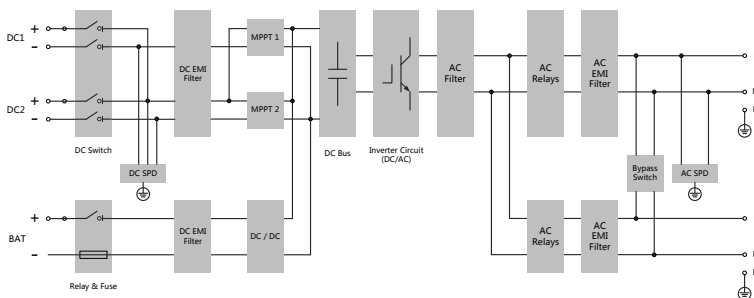 DC1
+
−
DC2
+
−
DC Switch
DC SPD
DC EMI
Filter
MPPT 1
MPPT 2
DC Bus
Inverter Circuit
(DC/AC)
AC
Filter
AC
Relays
AC
EMI
Filter
Bypass
Switch
AC SPD
BAT
+
−
Relay & Fuse
DC EMI
Filter
DC / DC
AC
Relays
AC
EMI
Filter